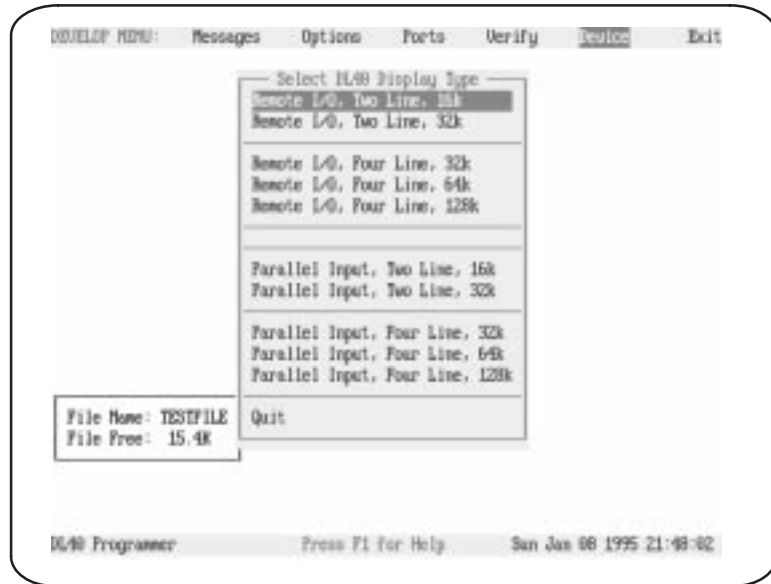 DEVELOP MENU: Messages Options Ports Verify Device Exit
Select DL40 Display Type
Remote I/O, Two Line, 16k
Remote I/O, Two Line, 32k
Remote I/O, Four Line, 32k
Remote I/O, Four Line, 64k
Remote I/O, Four Line, 128k
Parallel Input, Two Line, 16k
Parallel Input, Two Line, 32k
Parallel Input, Four Line, 32k
Parallel Input, Four Line, 64k
Parallel Input, Four Line, 128k
Quit
File Name: TESTFILE
File Free: 15.4K
DL40 Programmer Press F1 for Help Sun Jan 08 1995 21:48:02